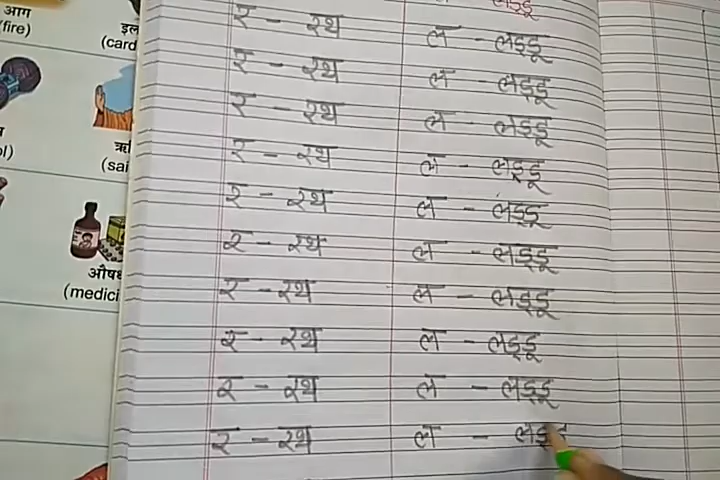 आग
(fire)
(card
(sai
औषध
(medici
लड्डू
र - रथ ल - लड्डू
र - रथ ल - लड्डू
र - रथ ल - लड्डू
र - रथ ल - लड्डू
र - रथ ल - लड्डू
र - रथ ल - लड्डू
र - रथ ल - लड्डू
र - रथ ल - लड्डू
र - रथ ल - लड्डू
र - रथ ल - लड्डू